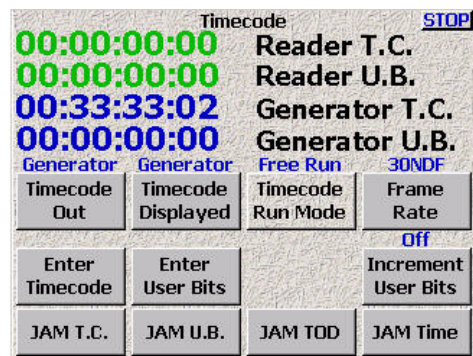 Timecode STOP
00:00:00:00 Reader T.C.
00:00:00:00 Reader U.B.
00:33:33:02 Generator T.C.
00:00:00:00 Generator U.B.
Generator Generator Free Run 30NDF
Timecode Out Timecode Displayed Timecode Run Mode Frame Rate
Off
Enter Timecode Enter User Bits Increment User Bits
JAM T.C. JAM U.B. JAM TOD JAM Time